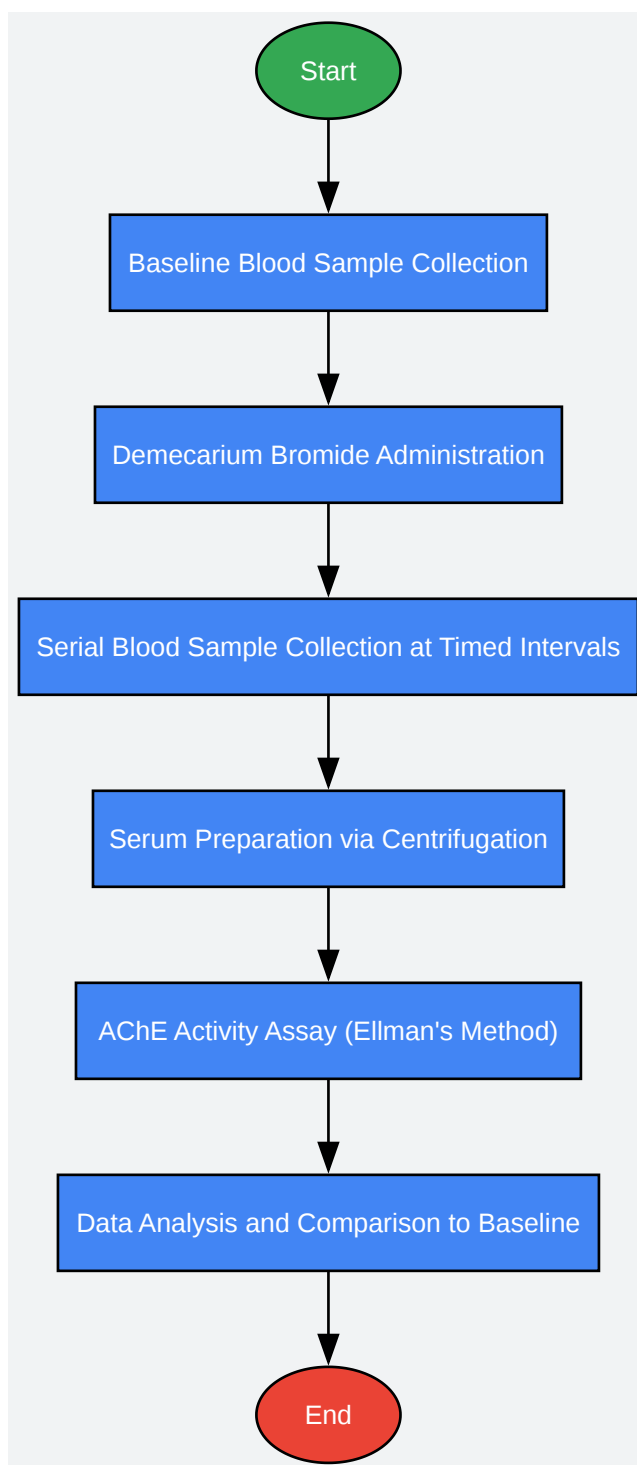 Start
Baseline Blood Sample Collection
Demecarium Bromide Administration
Serial Blood Sample Collection at Timed Intervals
Serum Preparation via Centrifugation
AChE Activity Assay (Ellman's Method)
Data Analysis and Comparison to Baseline
End